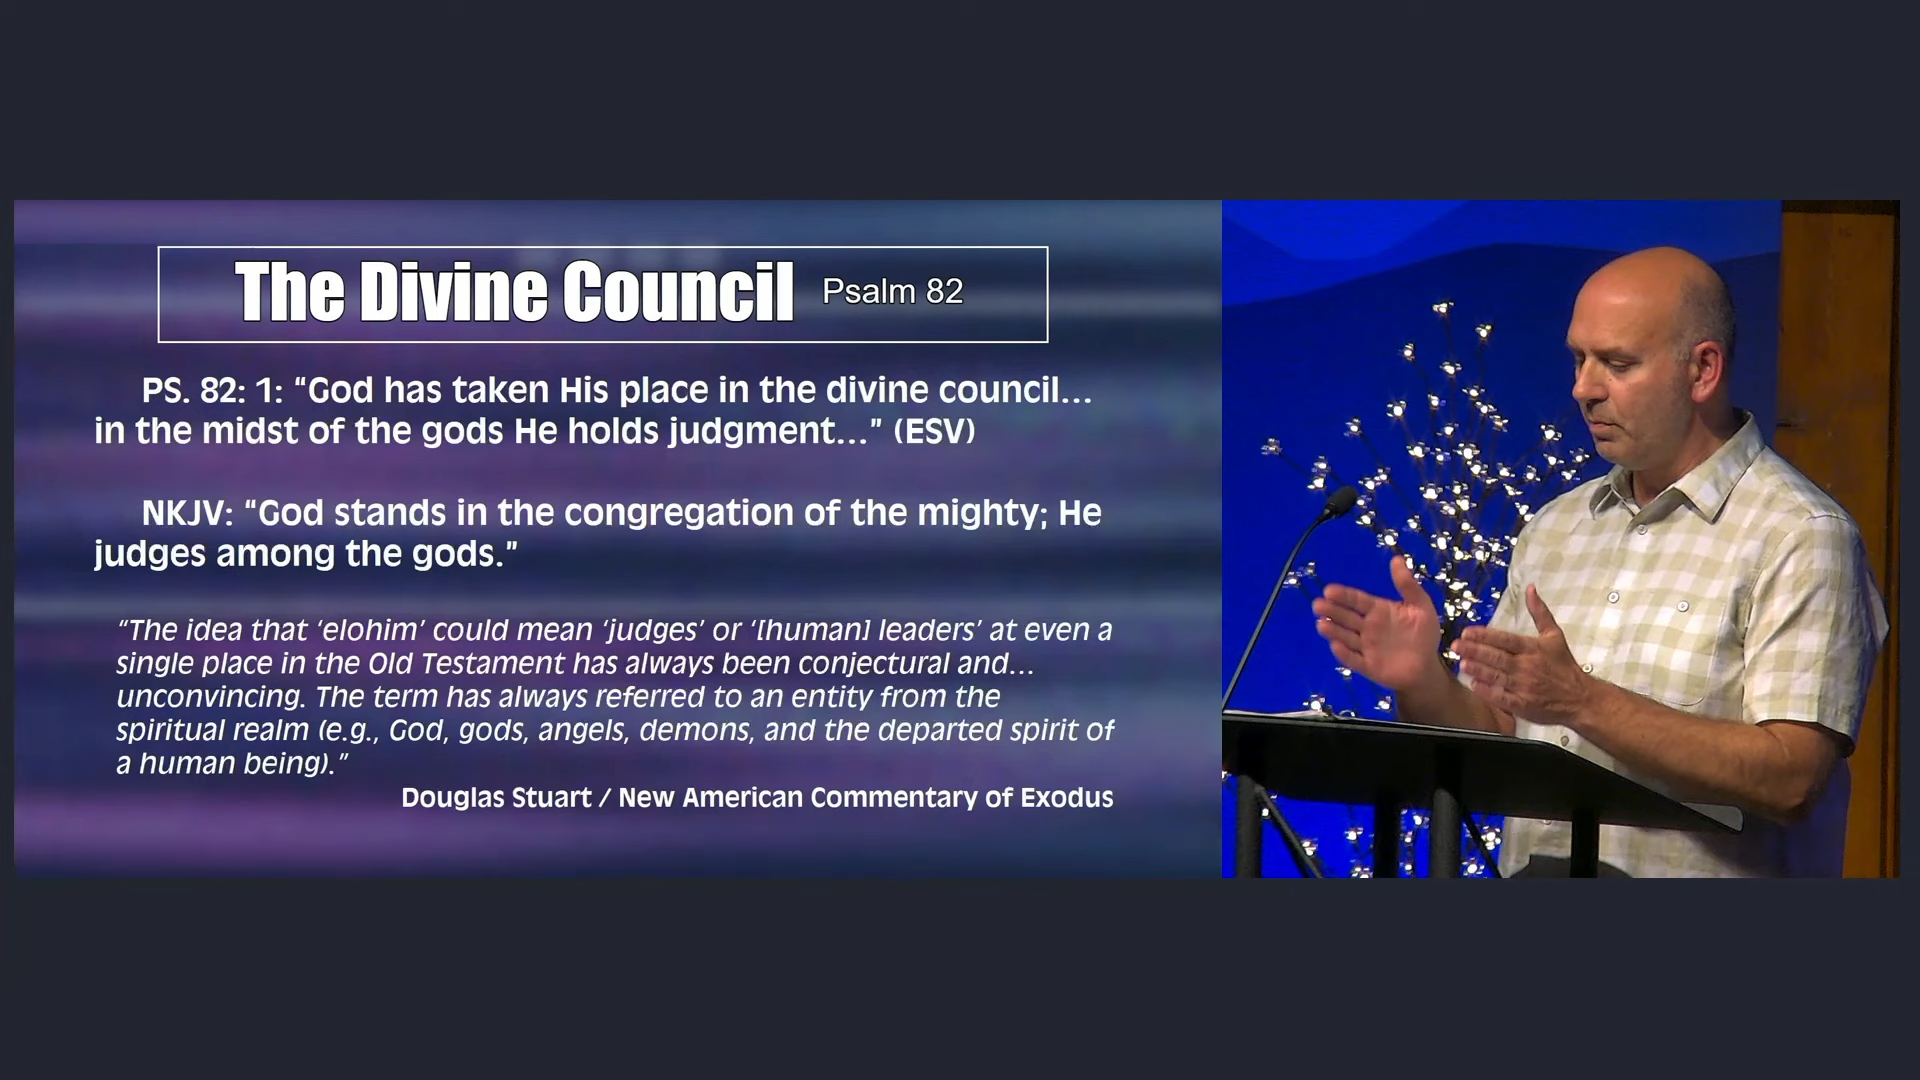 The Divine Council Psalm 82
PS. 82: 1: “God has taken His place in the divine council…
in the midst of the gods He holds judgment…” (ESV)
NKJV: “God stands in the congregation of the mighty; He
judges among the gods.”
“The idea that ‘elohim’ could mean ‘judges’ or ‘[human] leaders’ at even a
single place in the Old Testament has always been conjectural and…
unconvincing. The term has always referred to an entity from the
spiritual realm (e.g., God, gods, angels, demons, and the departed spirit of
a human being).”
Douglas Stuart / New American Commentary of Exodus